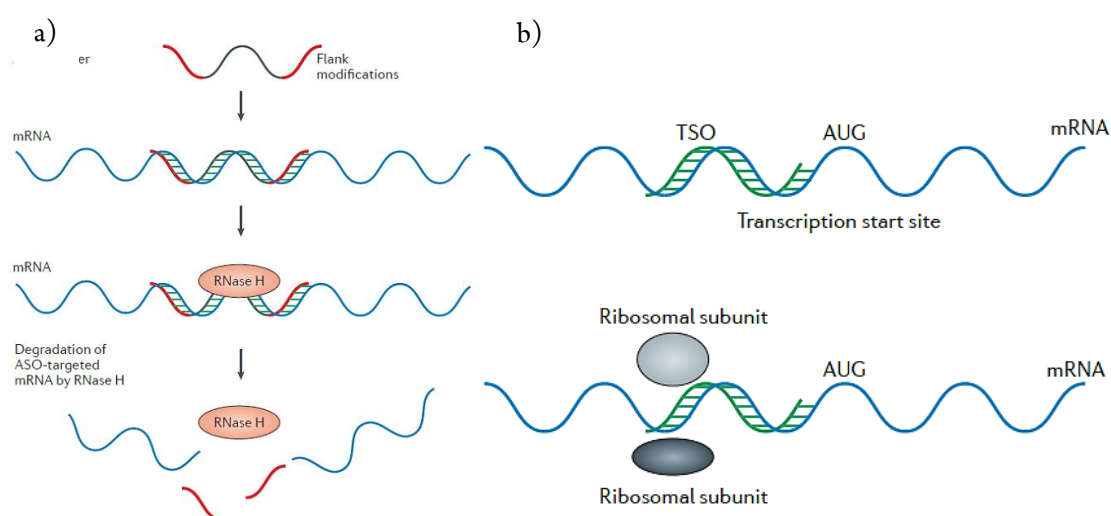 a)
er
Flank
modifications
mRNA
mRNA
RNase H
Degradation of
ASO-targeted
mRNA by RNase H
RNase H
b)
TSO
AUG
mRNA
Transcription start site
Ribosomal subunit
AUG
mRNA
Ribosomal subunit